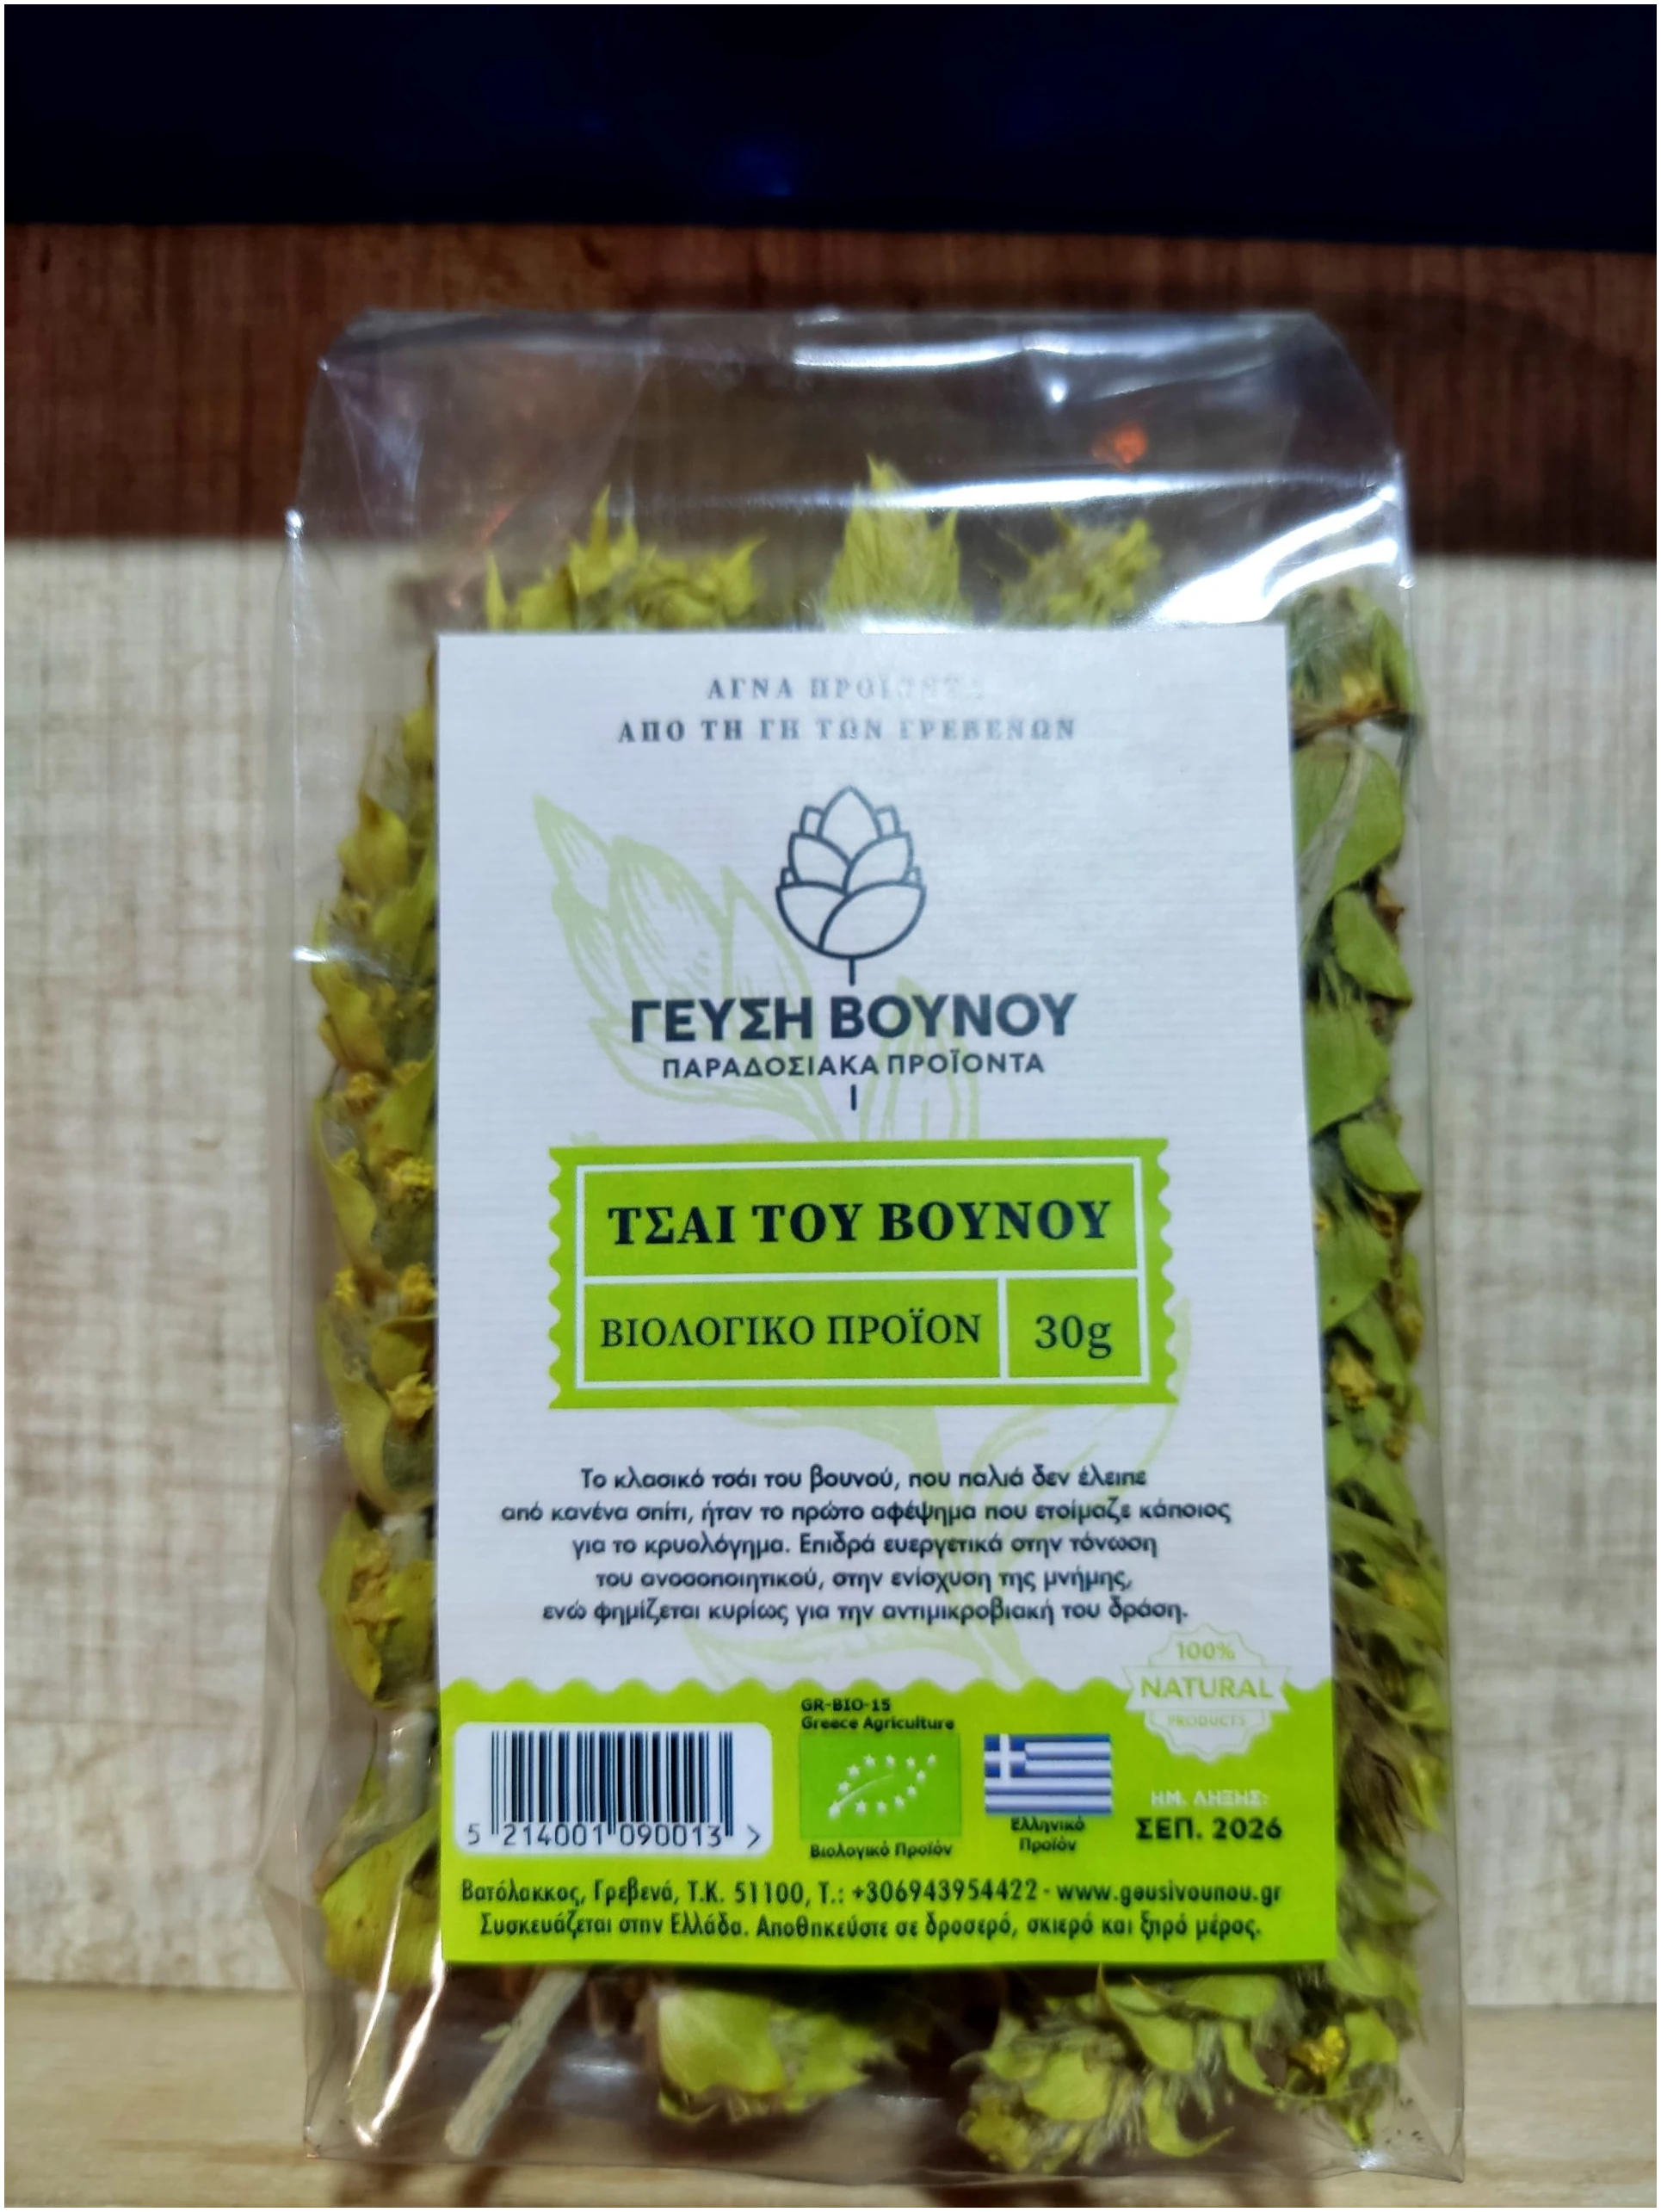 ΑΓΝΑ ΠΡΟΪΟΝΤΑ
ΑΠΟ ΤΗ ΓΗ ΤΩΝ ΓΡΕΒΕΝΩΝ
ΓΕΥΣΗ ΒΟΥΝΟΥ
ΠΑΡΑΔΟΣΙΑΚΑ ΠΡΟΪΟΝΤΑ
ΤΣΑΙ ΤΟΥ ΒΟΥΝΟΥ
ΒΙΟΛΟΓΙΚΟ ΠΡΟΪΟΝ 30g
Το κλασικό τσάι του βουνού, που παλιά δεν έλειπε
από κανένα σπίτι, ήταν το πρώτο αφέψημα που ετοίμαζε κάποιος
για το κρυολόγημα. Επιδρά ευεργετικά στην τόνωση
του ανοσοποιητικού, στην ενίσχυση της μνήμης,
ενώ φημίζεται κυρίως για την αντιμικροβιακή του δράση.
100%
NATURAL
PRODUCTS
GR-BIO-15
Greece Agriculture
5 214001 090013 >
Βιολογικό Προϊόν
Ελληνικό
Προϊόν
ΗΜ. ΛΗΞΗΣ:
ΣΕΠ. 2026
Βατόλακκος, Γρεβενά, Τ.Κ. 51100, Τ.: +306943954422 - www.geusivounou.gr
Συσκευάζεται στην Ελλάδα. Αποθηκεύστε σε δροσερό, σκιερό και ξηρό μέρος.